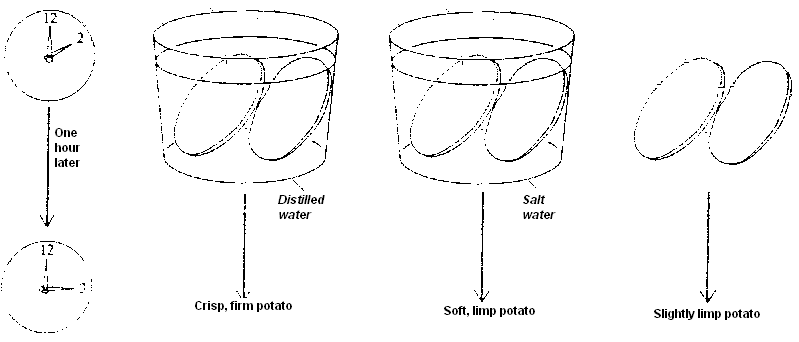 12
2
One
hour
later
12
3
Distilled
water
Salt
water
Crisp, firm potato
Soft, limp potato
Slightly limp potato